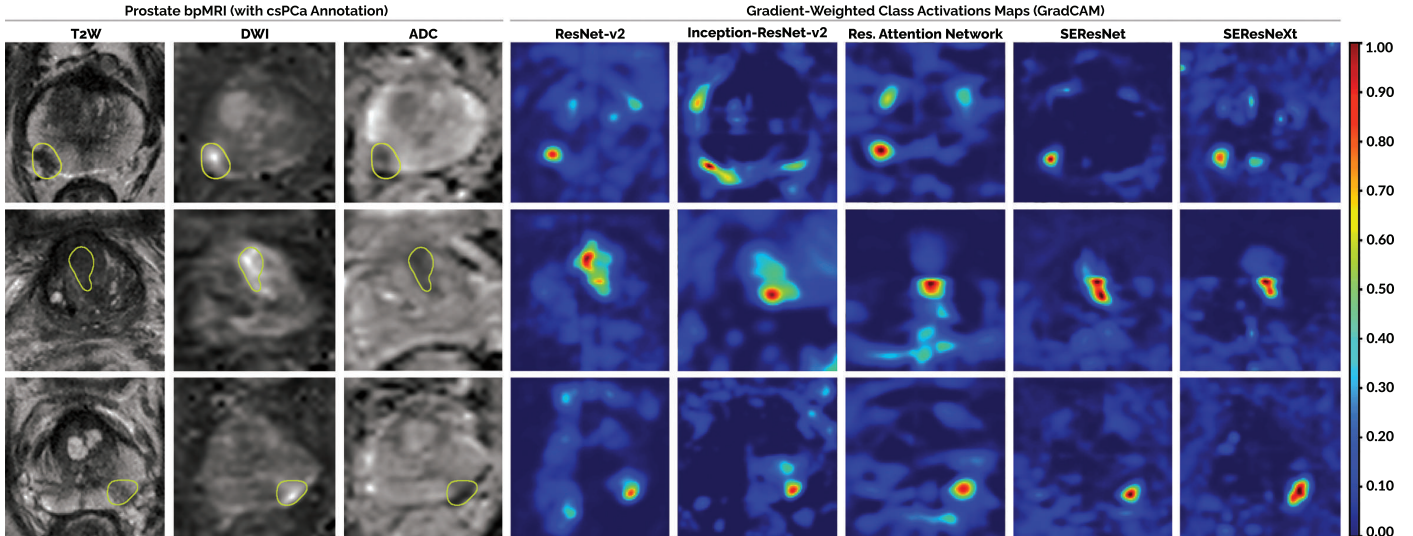 Prostate bpMRI (with csPCa Annotation)
Gradient-Weighted Class Activations Maps (GradCAM)
T2W
DWI
ADC
ResNet-v2
Inception-ResNet-v2
Res. Attention Network
SEResNet
SEResNeXt
1.00
0.90
0.80
0.70
0.60
0.50
0.40
0.30
0.20
0.10
0.00